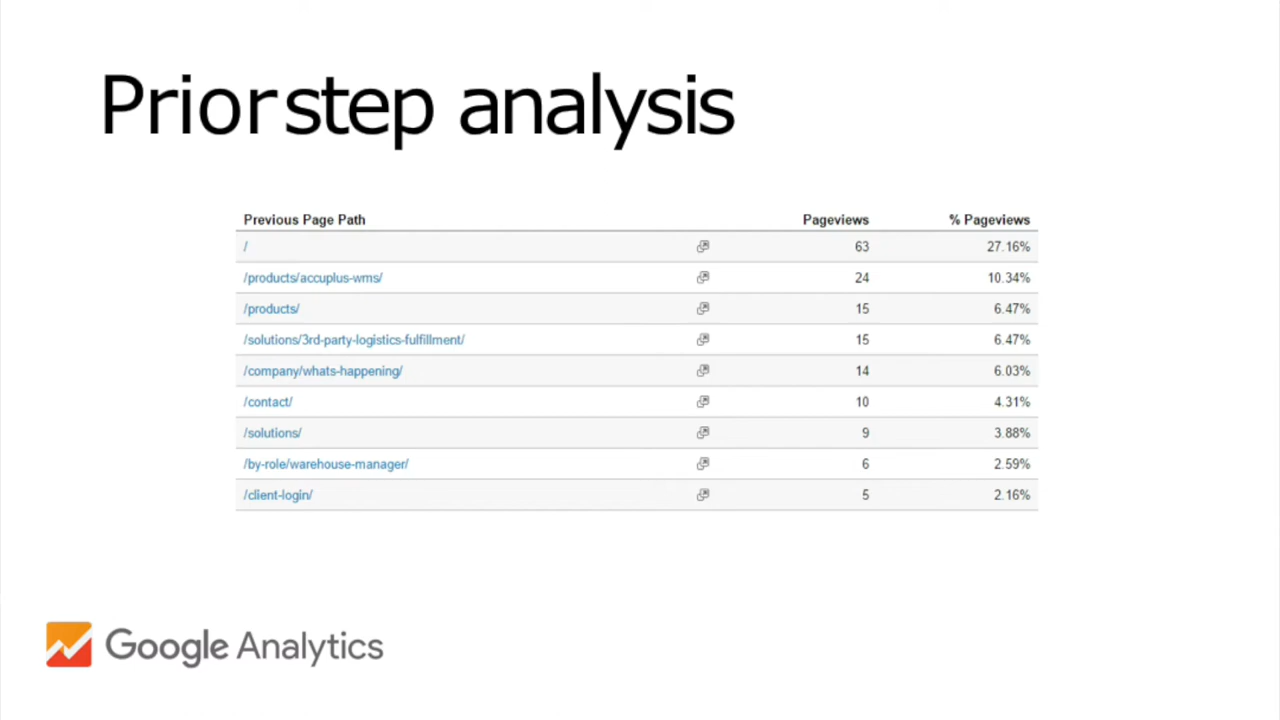 Prior step analysis
Previous Page Path Pageviews % Pageviews
/ 63 27.16%
/products/accuplus-wms/ 24 10.34%
/products/ 15 6.47%
/solutions/3rd-party-logistics-fulfillment/ 15 6.47%
/company/whats-happening/ 14 6.03%
/contact/ 10 4.31%
/solutions/ 9 3.88%
/by-role/warehouse-manager/ 6 2.59%
/client-login/ 5 2.16%
Google Analytics